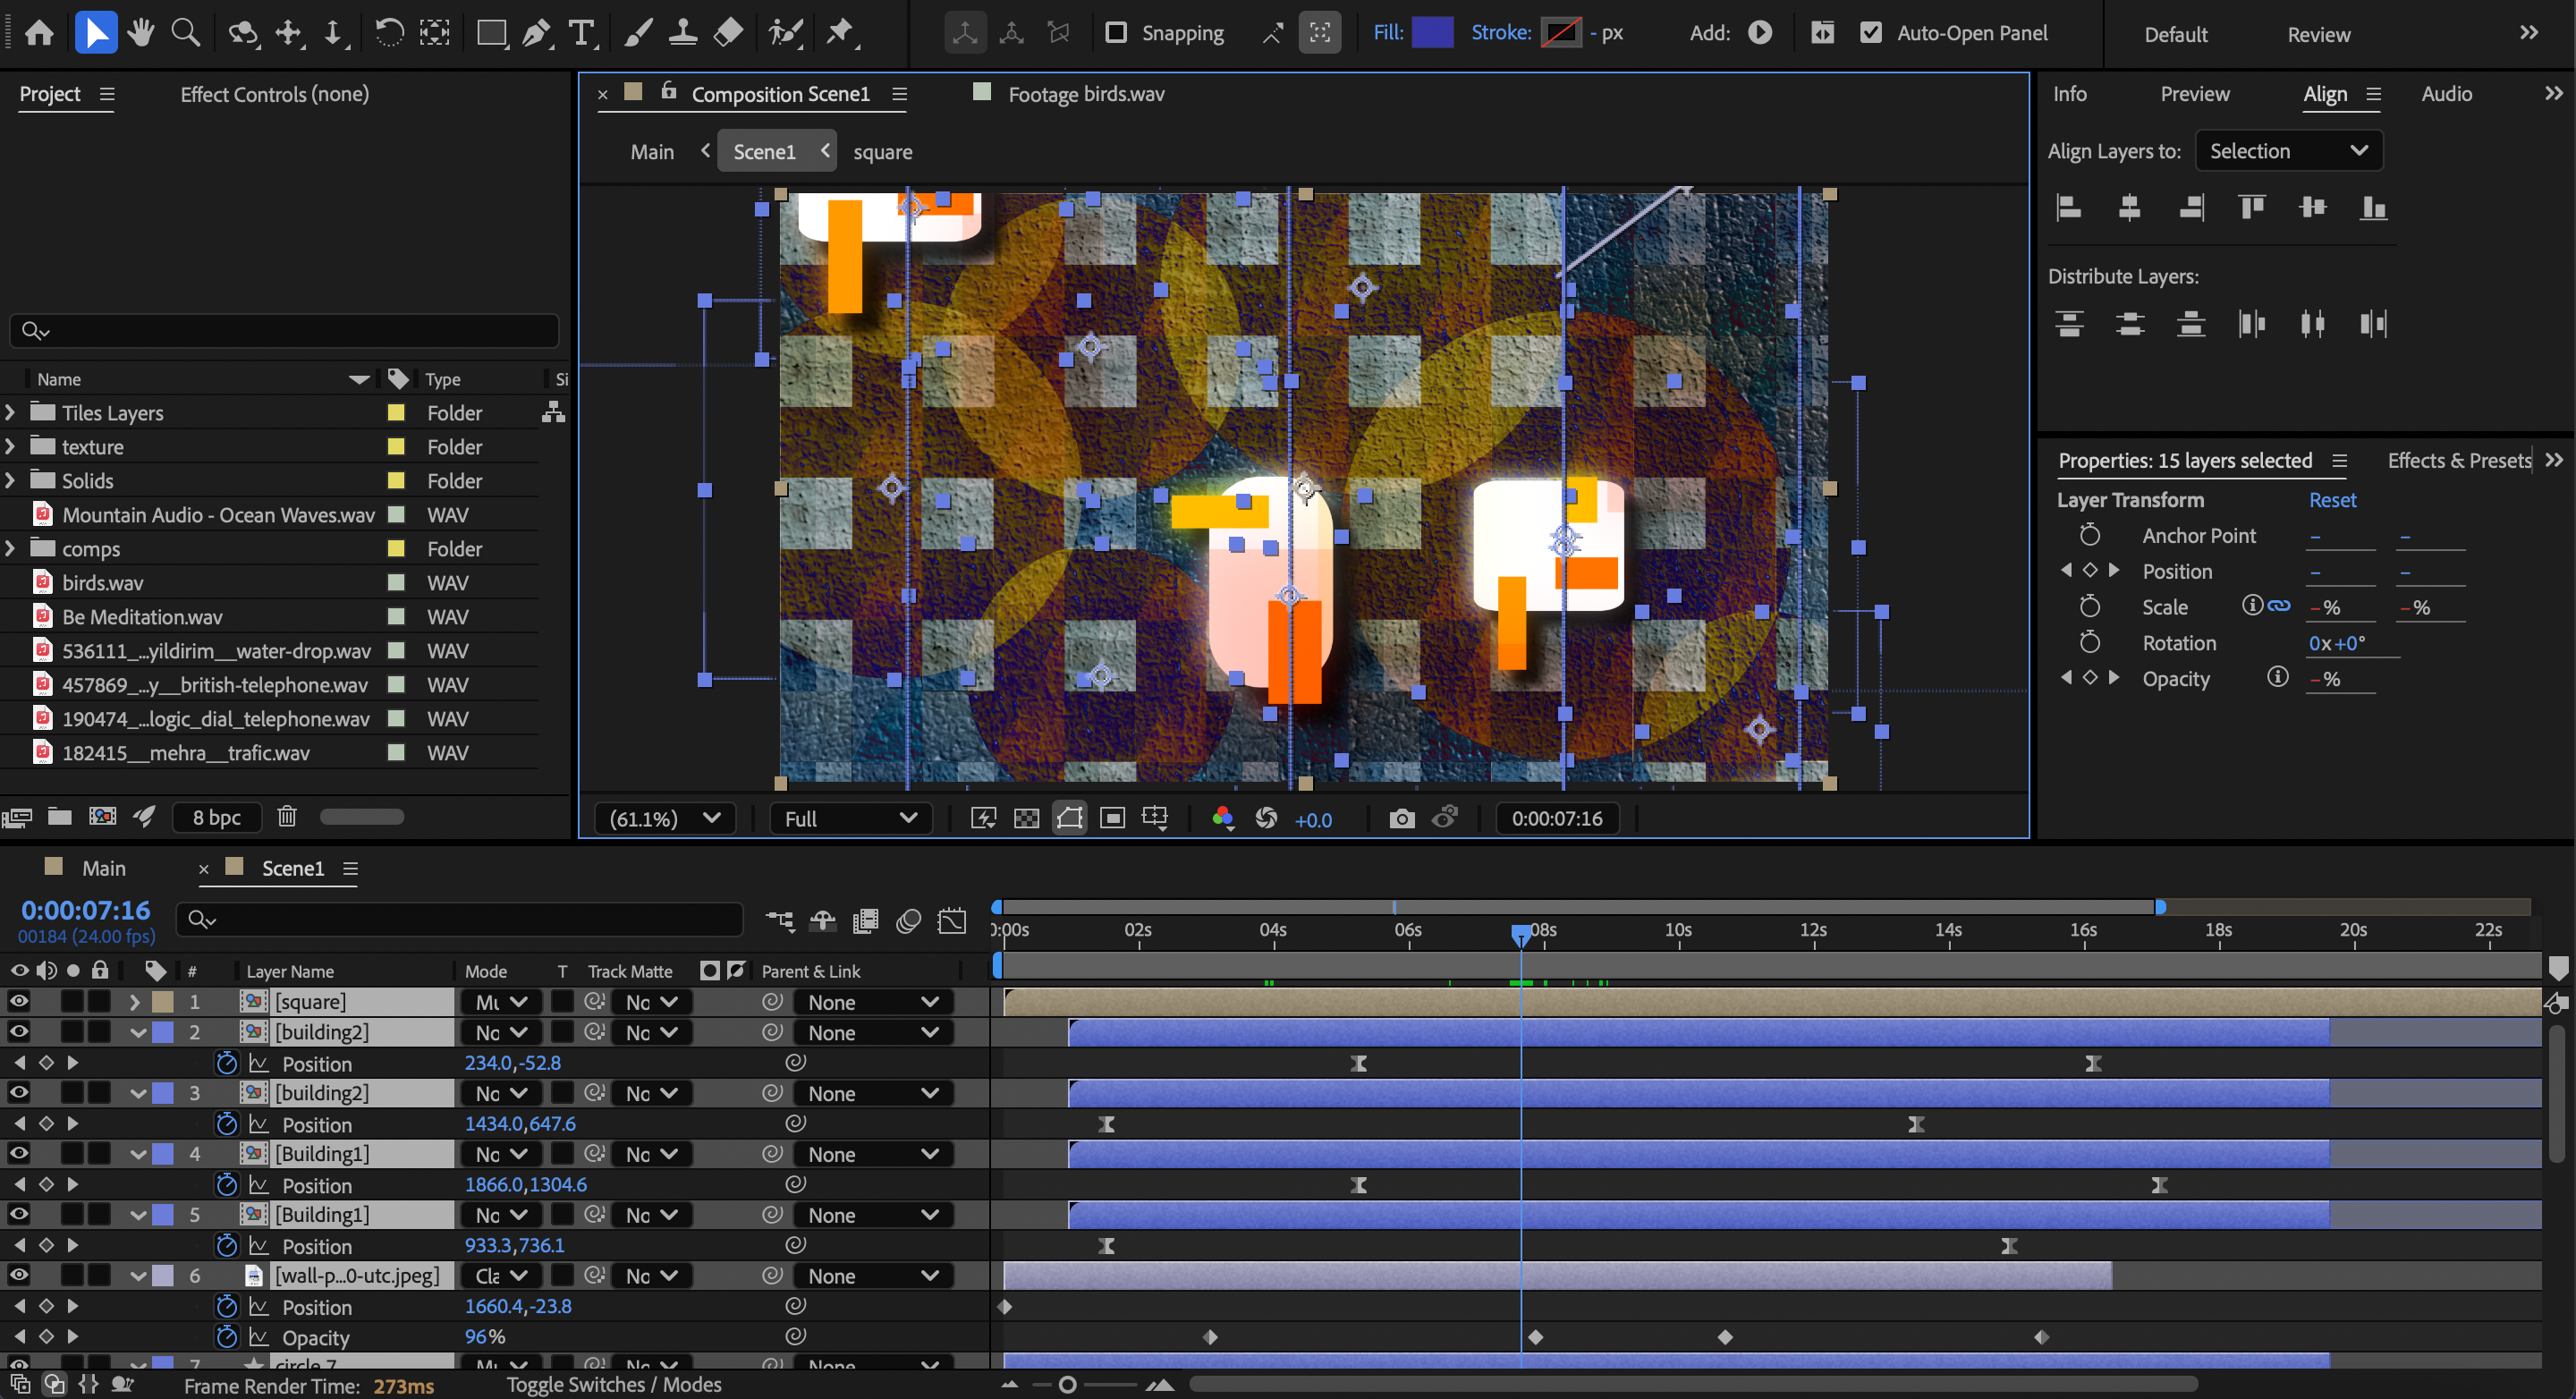 Snapping
Fill:
Stroke:
- px
Add:
Auto-Open Panel
Default
Review
Project
Effect Controls (none)
Composition Scene1
Footage birds.wav
Main
Scene1
square
Info
Preview
Align
Audio
Align Layers to:
Selection
Distribute Layers:
Name
Type
Si
Tiles Layers
Folder
texture
Folder
Solids
Folder
Mountain Audio - Ocean Waves.wav
WAV
comps
Folder
birds.wav
WAV
Be Meditation.wav
WAV
536111_...yildirim__water-drop.wav
WAV
457869_...y__british-telephone.wav
WAV
190474_...logic_dial_telephone.wav
WAV
182415__mehra__trafic.wav
WAV
8 bpc
(61.1%)
Full
+0.0
0:00:07:16
Properties: 15 layers selected
Effects & Presets
Layer Transform
Reset
Anchor Point
– –
Position
– –
Scale
–% –%
Rotation
0x+0°
Opacity
–%
Main
Scene1
0:00:07:16
00184 (24.00 fps)
0:00s 02s 04s 06s 08s 10s 12s 14s 16s 18s 20s 22s
# Layer Name Mode T Track Matte Parent & Link
1 [square] Mu No None
2 [building2] No No None
Position 234.0,-52.8
3 [building2] No No None
Position 1434.0,647.6
4 [Building1] No No None
Position 1866.0,1304.6
5 [Building1] No No None
Position 933.3,736.1
6 [wall-p...0-utc.jpeg] Cla No None
Position 1660.4,-23.8
Opacity 96%
7 circle 7 Mu No None
Frame Render Time: 273ms
Toggle Switches / Modes